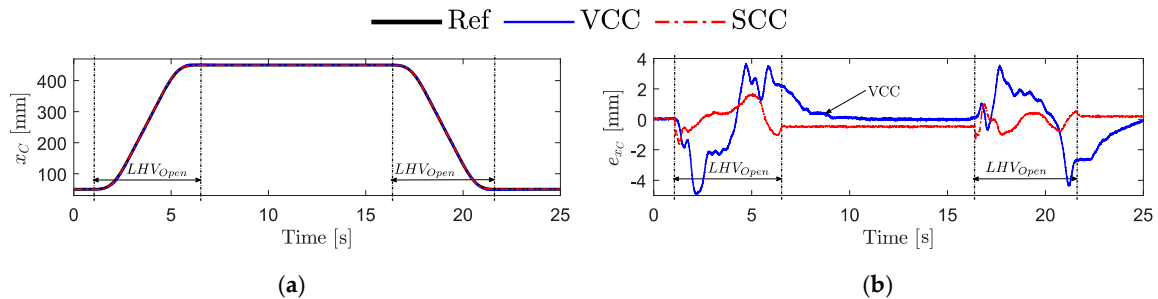 Ref VCC SCC
x_C [mm]
400
300
200
100
LHV_Open LHV_Open
0 5 10 15 20 25
Time [s]
(a)
e_{x_C} [mm]
4
2
0
-2
-4
VCC
LHV_Open LHV_Open
0 5 10 15 20 25
Time [s]
(b)